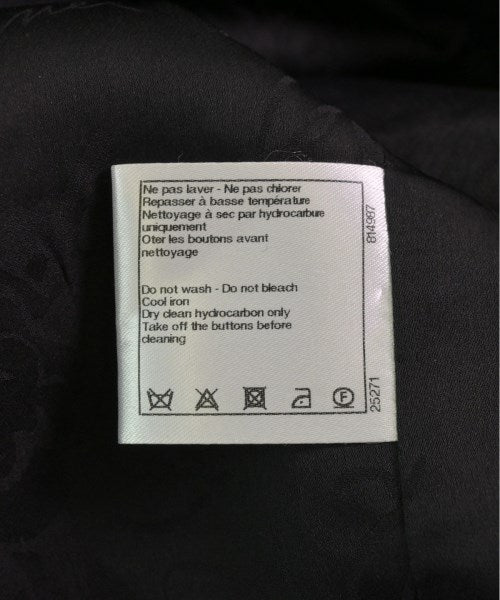 Ne pas laver - Ne pas chlorer
Repasser à basse température
Nettoyage à sec par hydrocarbure
uniquement
Oter les boutons avant
nettoyage
Do not wash - Do not bleach
Cool iron
Dry clean hydrocarbon only
Take off the buttons before
cleaning
F
814987
25271